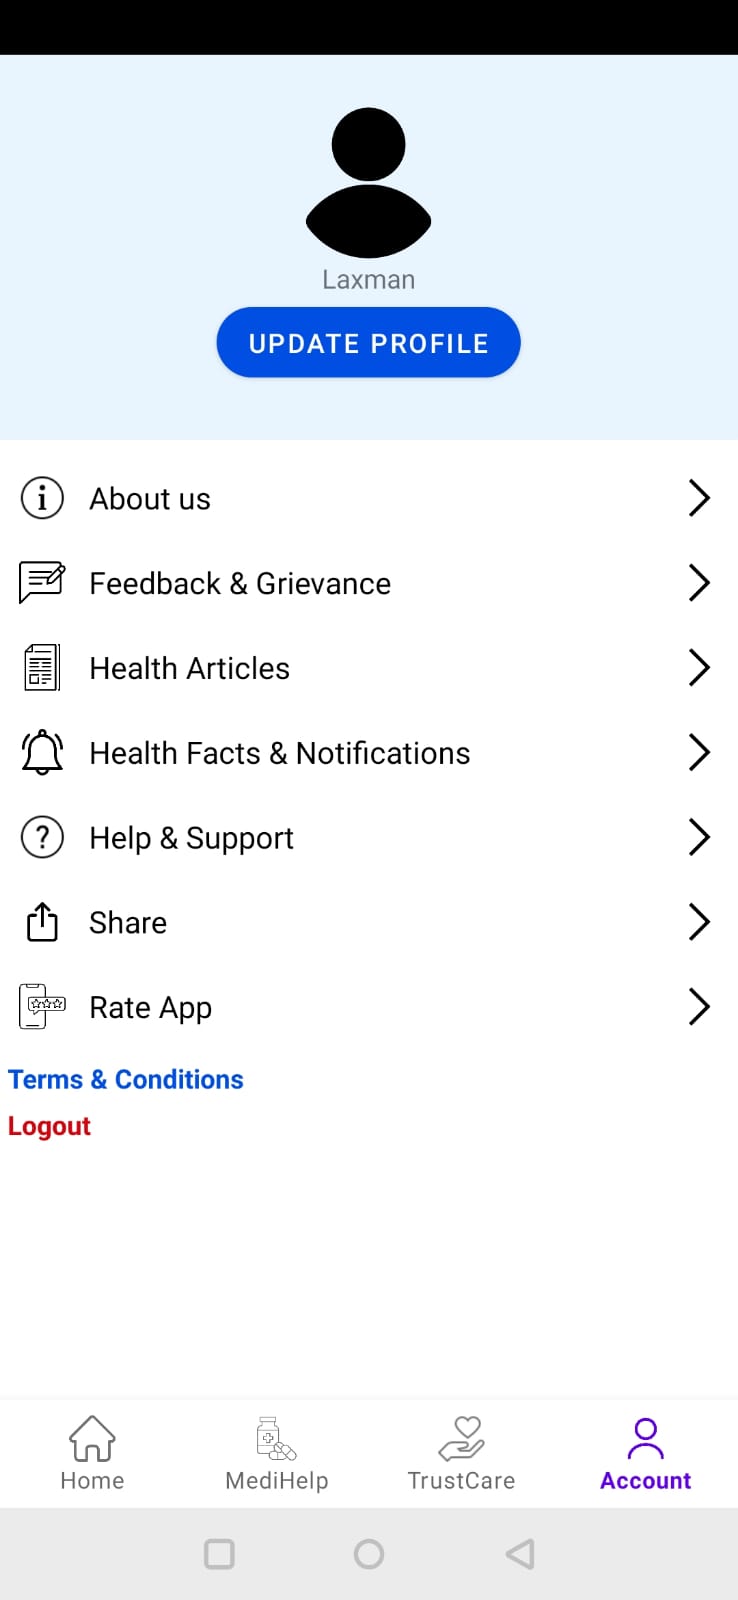 Laxman
UPDATE PROFILE
About us
Feedback & Grievance
Health Articles
Health Facts & Notifications
Help & Support
Share
Rate App
Terms & Conditions
Logout
Home MediHelp TrustCare Account